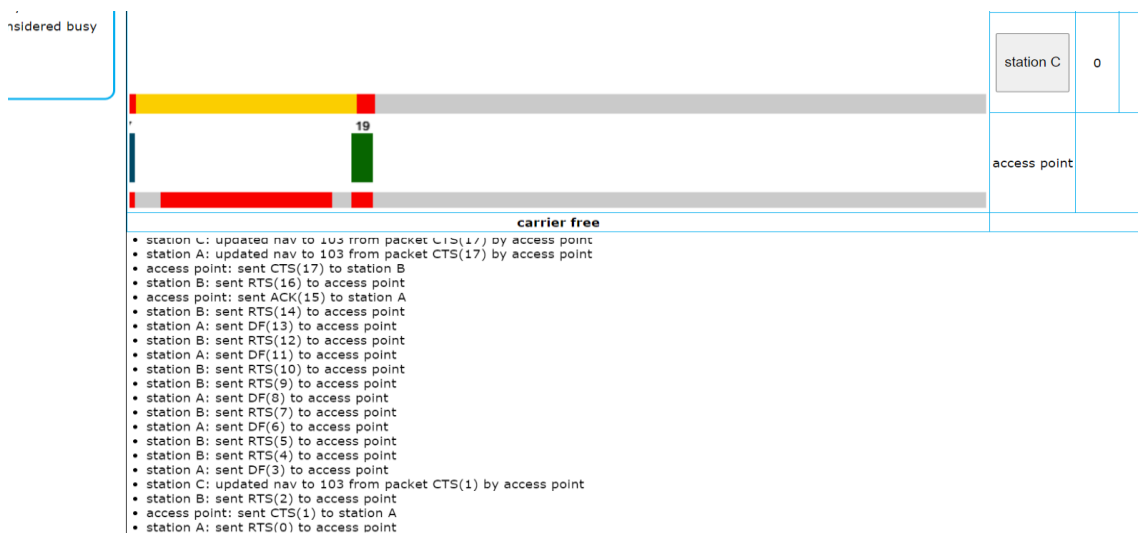 nsidered busy
station C
0
19
access point
carrier free
• station C: updated nav to 103 from packet CTS(17) by access point
• station A: updated nav to 103 from packet CTS(17) by access point
• access point: sent CTS(17) to station B
• station B: sent RTS(16) to access point
• access point: sent ACK(15) to station A
• station B: sent RTS(14) to access point
• station A: sent DF(13) to access point
• station B: sent RTS(12) to access point
• station A: sent DF(11) to access point
• station B: sent RTS(10) to access point
• station B: sent RTS(9) to access point
• station A: sent DF(8) to access point
• station B: sent RTS(7) to access point
• station A: sent DF(6) to access point
• station B: sent RTS(5) to access point
• station B: sent RTS(4) to access point
• station A: sent DF(3) to access point
• station C: updated nav to 103 from packet CTS(1) by access point
• station B: sent RTS(2) to access point
• access point: sent CTS(1) to station A
• station A: sent RTS(0) to access point